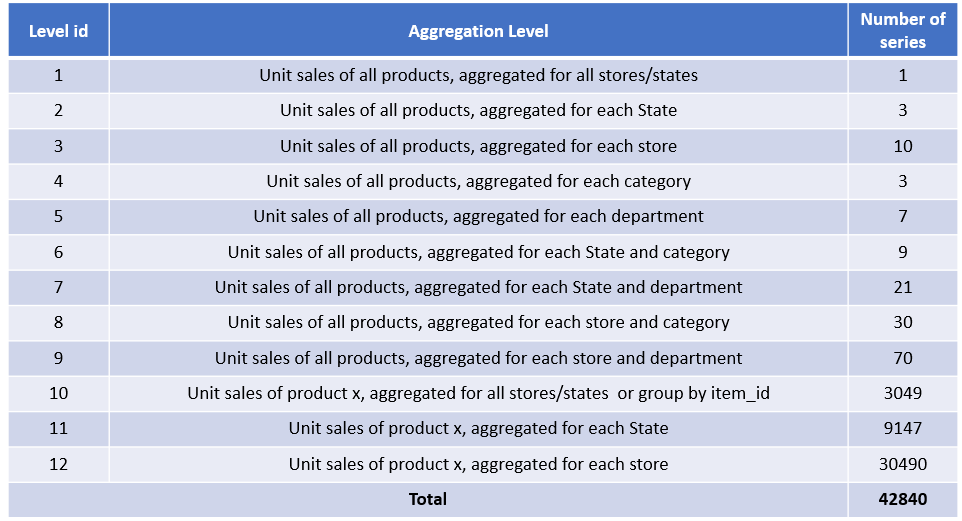 Level id Aggregation Level Number of
series
1 Unit sales of all products, aggregated for all stores/states 1
2 Unit sales of all products, aggregated for each State 3
3 Unit sales of all products, aggregated for each store 10
4 Unit sales of all products, aggregated for each category 3
5 Unit sales of all products, aggregated for each department 7
6 Unit sales of all products, aggregated for each State and category 9
7 Unit sales of all products, aggregated for each State and department 21
8 Unit sales of all products, aggregated for each store and category 30
9 Unit sales of all products, aggregated for each store and department 70
10 Unit sales of product x, aggregated for all stores/states or group by item_id 3049
11 Unit sales of product x, aggregated for each State 9147
12 Unit sales of product x, aggregated for each store 30490
Total 42840